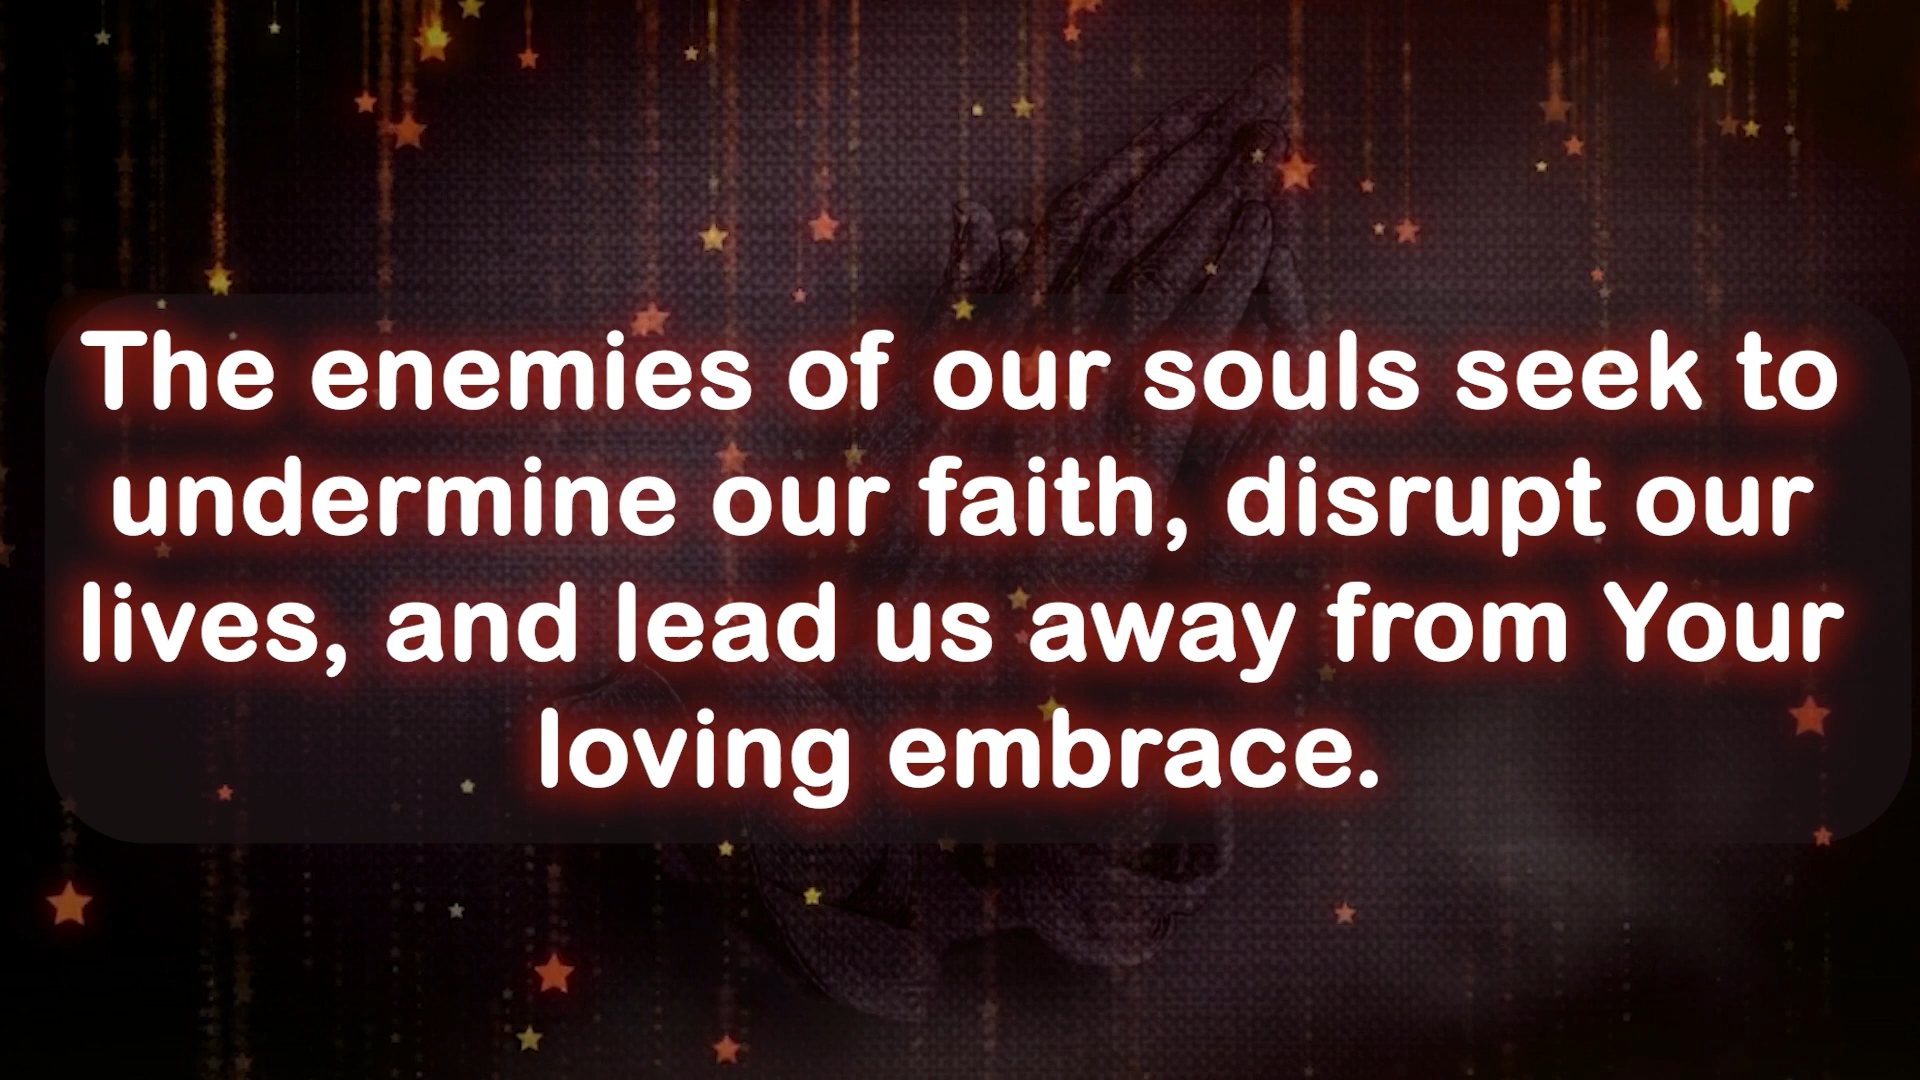 The enemies of our souls seek to
undermine our faith, disrupt our
lives, and lead us away from Your
loving embrace.